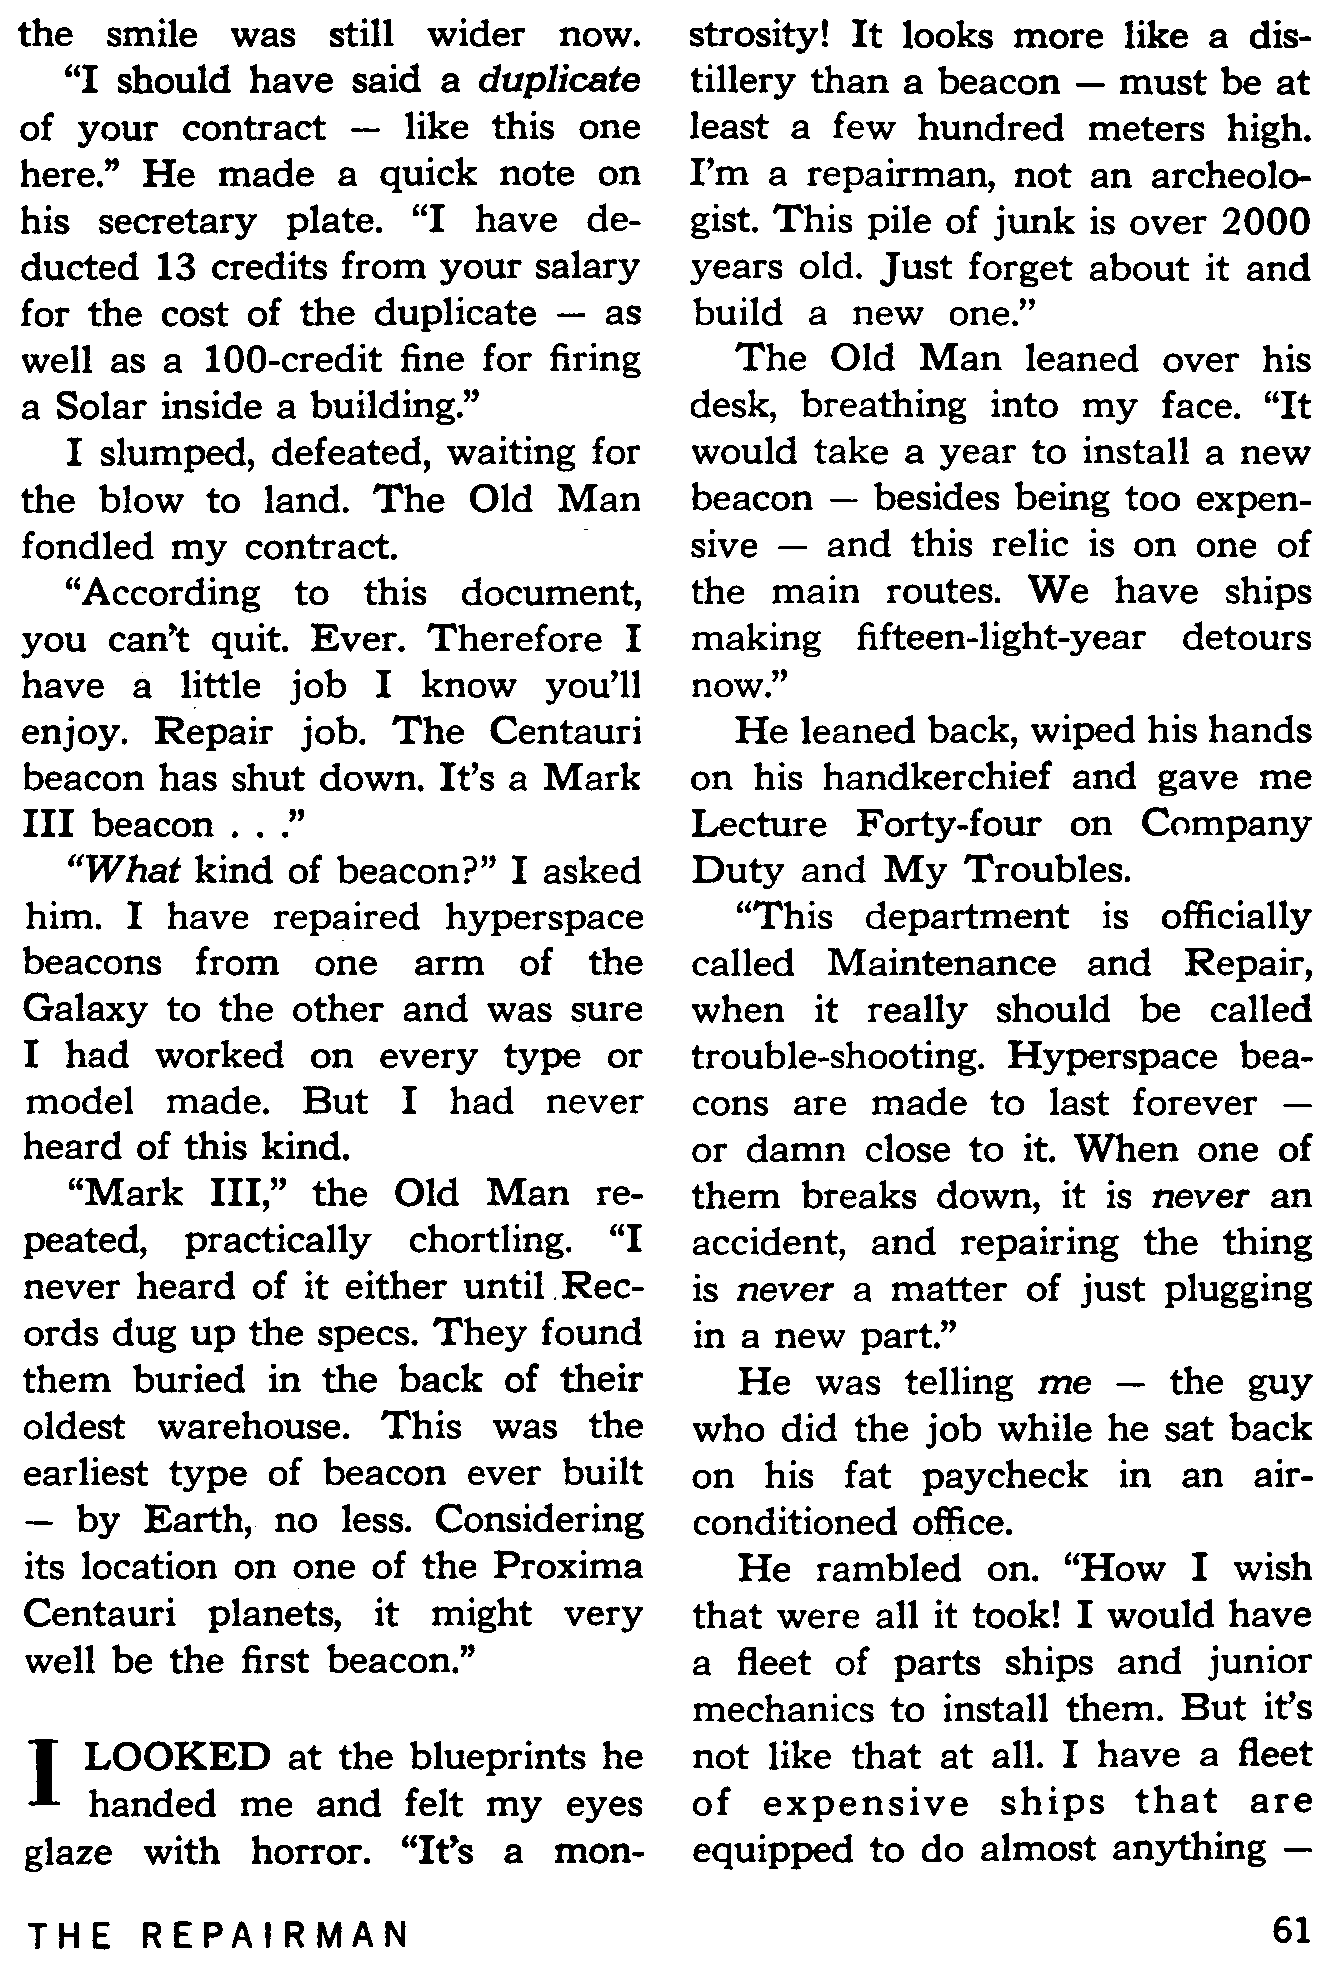 the smile was still wider now.
“I should have said a duplicate
of your contract — like this one
here.” He made a quick note on
his secretary plate. “I have de-
ducted 13 credits from your salary
for the cost of the duplicate — as
well as a 100-credit fine for firing
a Solar inside a building.”
I slumped, defeated, waiting for
the blow to land. The Old Man
fondled my contract.
“According to this document,
you can’t quit. Ever. Therefore I
have a little job I know you’ll
enjoy. Repair job. The Centauri
beacon has shut down. It’s a Mark
III beacon . . .”
“What kind of beacon?” I asked
him. I have repaired hyperspace
beacons from one arm of the
Galaxy to the other and was sure
I had worked on every type or
model made. But I had never
heard of this kind.
“Mark III,” the Old Man re-
peated, practically chortling. “I
never heard of it either until Rec-
ords dug up the specs. They found
them buried in the back of their
oldest warehouse. This was the
earliest type of beacon ever built
— by Earth, no less. Considering
its location on one of the Proxima
Centauri planets, it might very
well be the first beacon.”
I LOOKED at the blueprints he
handed me and felt my eyes
glaze with horror. “It’s a mon-
strosity! It looks more like a dis-
tillery than a beacon — must be at
least a few hundred meters high.
I’m a repairman, not an archeolo-
gist. This pile of junk is over 2000
years old. Just forget about it and
build a new one.”
The Old Man leaned over his
desk, breathing into my face. “It
would take a year to install a new
beacon — besides being too expen-
sive — and this relic is on one of
the main routes. We have ships
making fifteen-light-year detours
now.”
He leaned back, wiped his hands
on his handkerchief and gave me
Lecture Forty-four on Company
Duty and My Troubles.
“This department is officially
called Maintenance and Repair,
when it really should be called
trouble-shooting. Hyperspace bea-
cons are made to last forever —
or damn close to it. When one of
them breaks down, it is never an
accident, and repairing the thing
is never a matter of just plugging
in a new part.”
He was telling me — the guy
who did the job while he sat back
on his fat paycheck in an air-
conditioned office.
He rambled on. “How I wish
that were all it took! I would have
a fleet of parts ships and junior
mechanics to install them. But it’s
not like that at all. I have a fleet
of expensive ships that are
equipped to do almost anything —
THE REPAIRMAN
61